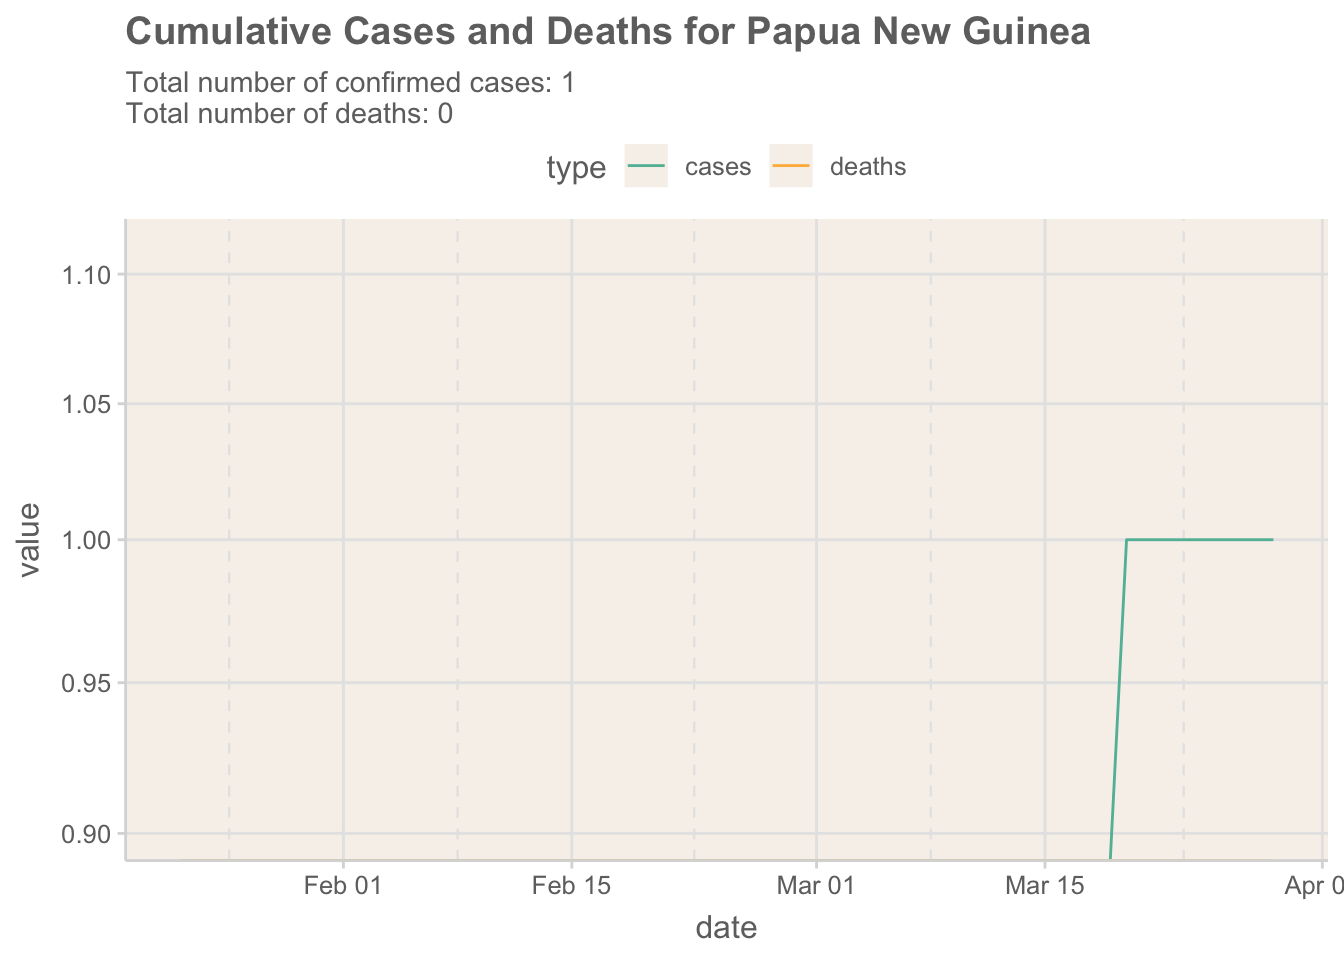 Cumulative Cases and Deaths for Papua New Guinea
Total number of confirmed cases: 1
Total number of deaths: 0
type cases deaths
1.10
1.05
1.00
0.95
0.90
value
Feb 01 Feb 15 Mar 01 Mar 15 Apr 0
date